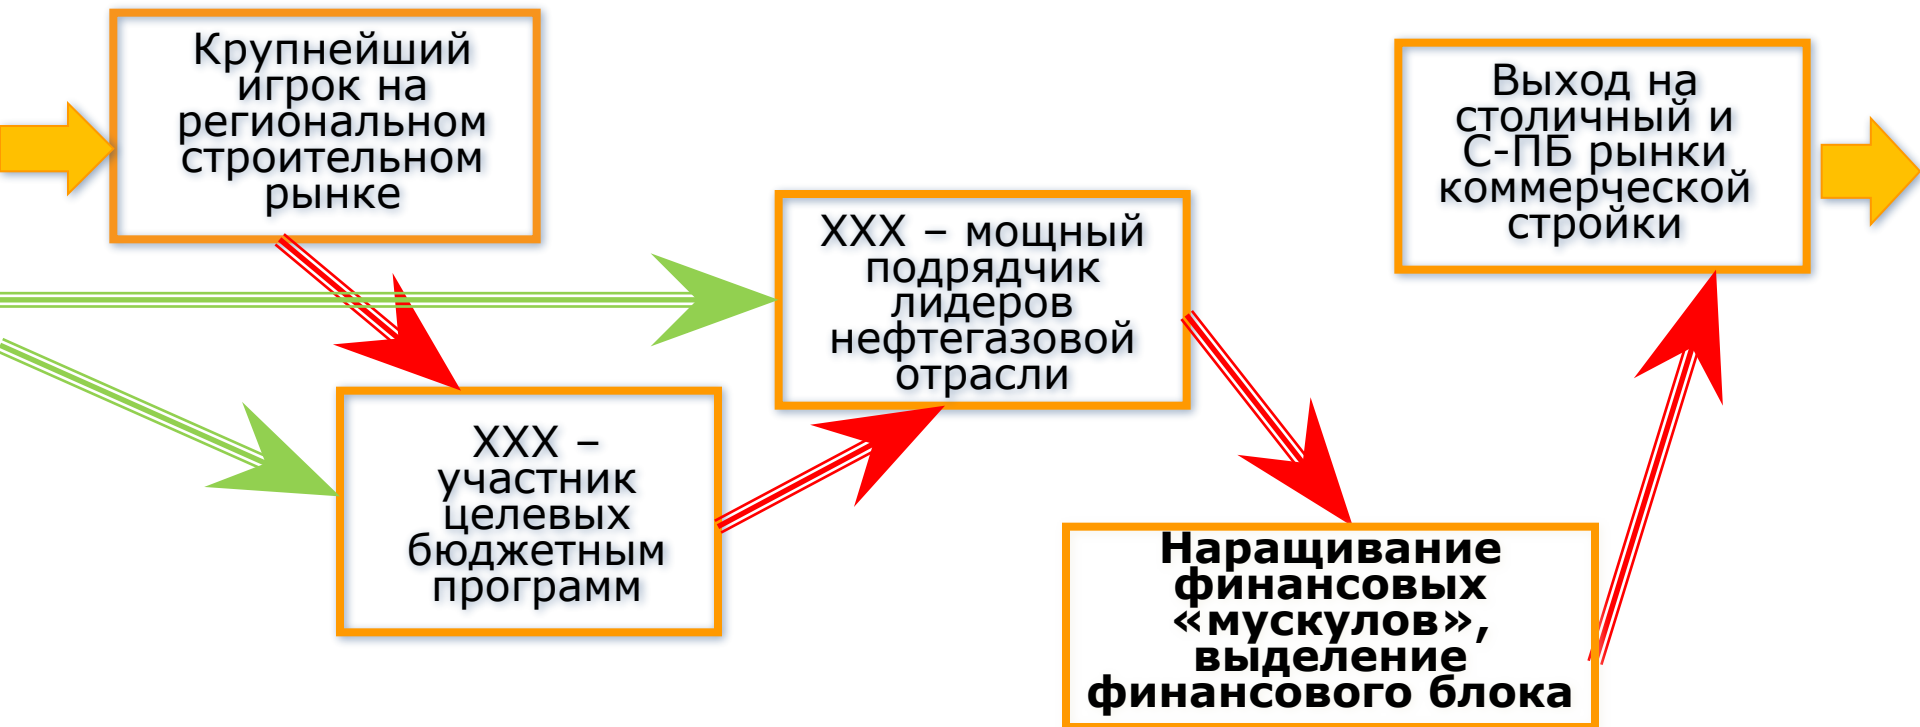 Крупнейший
игрок на
региональном
строительном
рынке
Выход на
столичный и
С-ПБ рынки
коммерческой
стройки
ХХХ – мощный
подрядчик
лидеров
нефтегазовой
отрасли
ХХХ –
участник
целевых
бюджетным
программ
Наращивание
финансовых
«мускулов»,
выделение
финансового блока